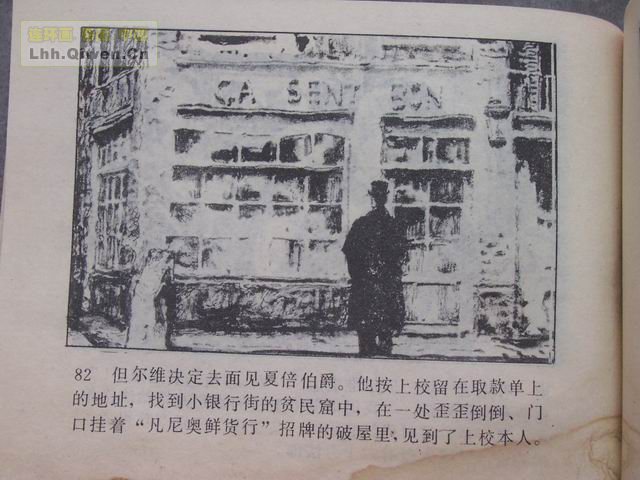 连环画
Lhh.Qiwen.Cn
ÇA SENT BON
82 但尔维决定去面见夏倍伯爵。他按上校留在取款单上
的地址，找到小银行街的贫民窟中，在一处歪歪倒倒、门
口挂着“凡尼奥鲜货行”招牌的破屋里，见到了上校本人。